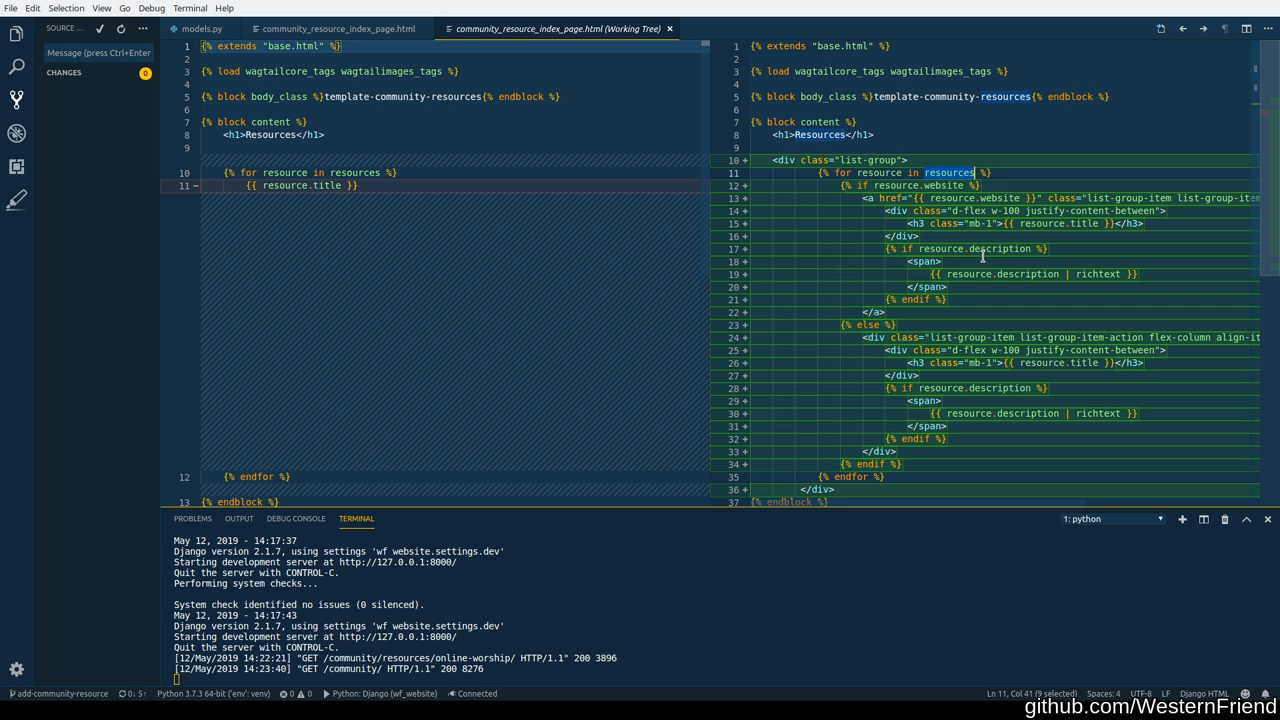 File Edit Selection View Go Debug Terminal Help
SOURCE ...
models.py
community_resource_index_page.html
community_resource_index_page.html (Working Tree)
Message (press Ctrl+Enter
CHANGES 0
1 {% extends "base.html" %}
2
3 {% load wagtailcore_tags wagtailimages_tags %}
4
5 {% block body_class %}template-community-resources{% endblock %}
6
7 {% block content %}
8 <h1>Resources</h1>
9
10 {% for resource in resources %}
11 − {{ resource.title }}
12 {% endfor %}
13 {% endblock %}
1 {% extends "base.html" %}
2
3 {% load wagtailcore_tags wagtailimages_tags %}
4
5 {% block body_class %}template-community-resources{% endblock %}
6
7 {% block content %}
8 <h1>Resources</h1>
9
10 + <div class="list-group">
11 {% for resource in resources %}
12 + {% if resource.website %}
13 + <a href="{{ resource.website }}" class="list-group-item list-group-ite
14 + <div class="d-flex w-100 justify-content-between">
15 + <h3 class="mb-1">{{ resource.title }}</h3>
16 + </div>
17 + {% if resource.description %}
18 + <span>
19 + {{ resource.description | richtext }}
20 + </span>
21 + {% endif %}
22 + </a>
23 + {% else %}
24 + <div class="list-group-item list-group-item-action flex-column align-it
25 + <div class="d-flex w-100 justify-content-between">
26 + <h3 class="mb-1">{{ resource.title }}</h3>
27 + </div>
28 + {% if resource.description %}
29 + <span>
30 + {{ resource.description | richtext }}
31 + </span>
32 + {% endif %}
33 + </div>
34 + {% endif %}
35 {% endfor %}
36 + </div>
37 {% endblock %}
PROBLEMS OUTPUT DEBUG CONSOLE TERMINAL 1: python
May 12, 2019 - 14:17:37
Django version 2.1.7, using settings 'wf_website.settings.dev'
Starting development server at http://127.0.0.1:8000/
Quit the server with CONTROL-C.
Performing system checks...
System check identified no issues (0 silenced).
May 12, 2019 - 14:17:43
Django version 2.1.7, using settings 'wf_website.settings.dev'
Starting development server at http://127.0.0.1:8000/
Quit the server with CONTROL-C.
[12/May/2019 14:22:21] "GET /community/resources/online-worship/ HTTP/1.1" 200 3896
[12/May/2019 14:23:40] "GET /community/ HTTP/1.1" 200 8276
add-community-resource 0↓ 5↑ Python 3.7.3 64-bit ('env': venv) 0 0 Python: Django (wf_website) Connected Ln 11, Col 41 (9 selected) Spaces: 4 UTF-8 LF Django HTML
github.com/WesternFriend